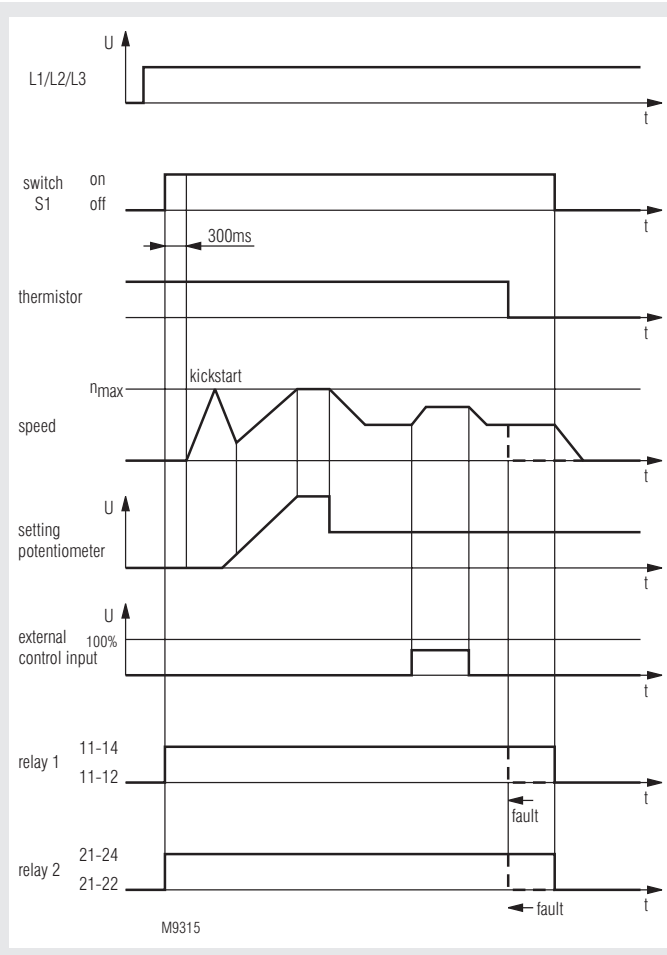 U
L1/L2/L3
t
switch on
S1 off
t
300ms
thermistor
t
kickstart
nmax
speed
t
U
setting
potentiometer
t
U
external 100%
control input
t
11-14
relay 1
11-12
t
fault
21-24
relay 2
21-22
t
fault
M9315